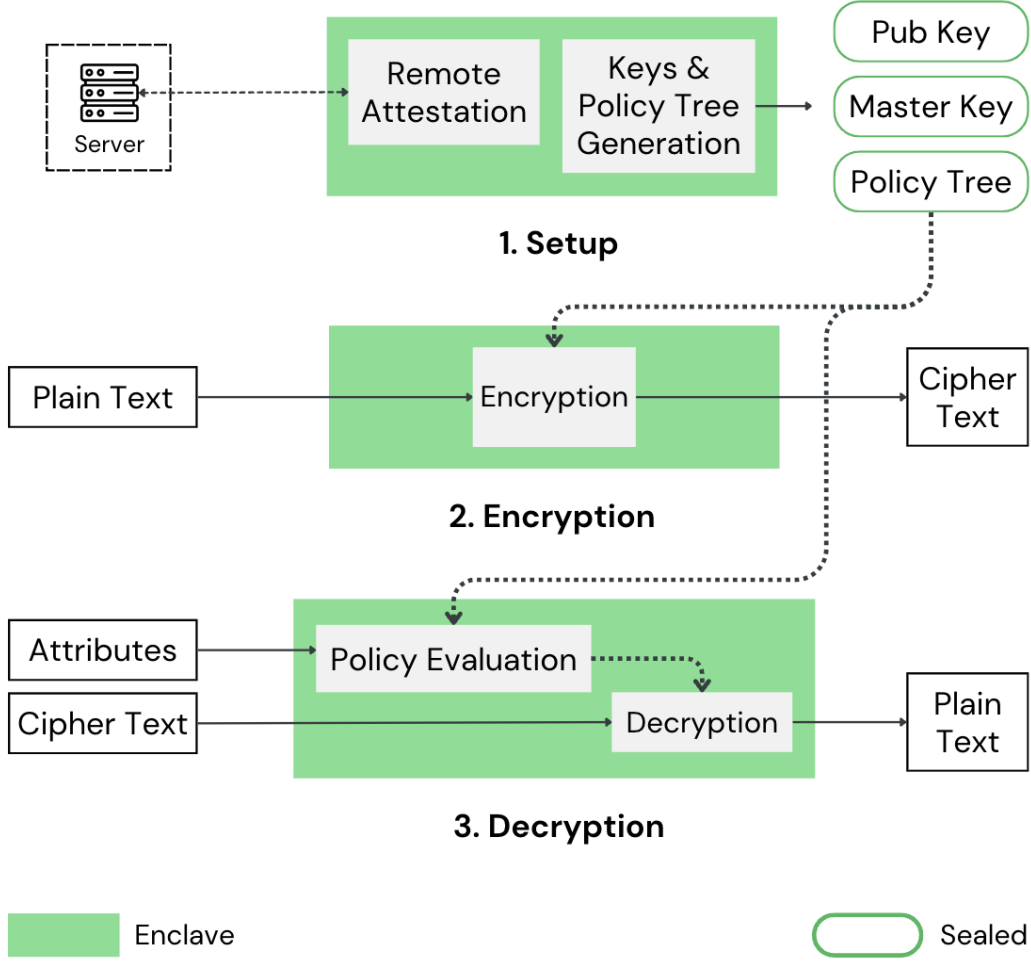 Pub Key
Remote
Attestation
Keys &
Policy Tree
Generation
Master Key
Server
Policy Tree
1. Setup
Plain Text
Encryption
Cipher
Text
2. Encryption
Attributes
Policy Evaluation
Cipher Text
Decryption
Plain
Text
3. Decryption
Enclave
Sealed